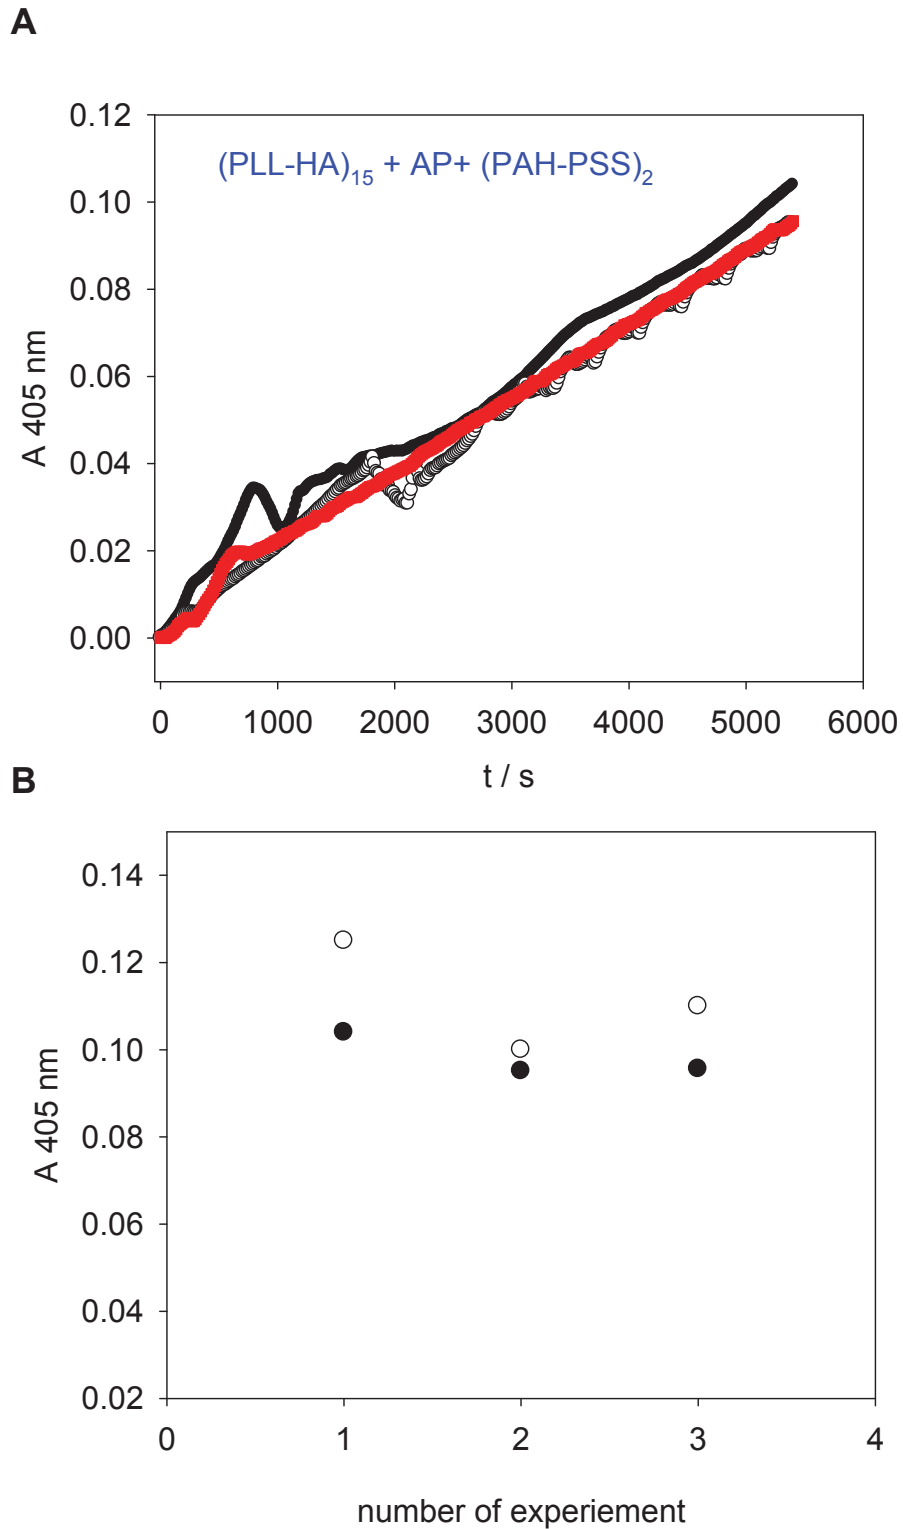 A
0.12
(PLL-HA)15 + AP+ (PAH-PSS)2
0.10
0.08
0.06
0.04
0.02
0.00
A 405 nm
0 1000 2000 3000 4000 5000 6000
t / s
B
0.14
0.12
0.10
0.08
0.06
0.04
0.02
A 405 nm
0 1 2 3 4
number of experiement